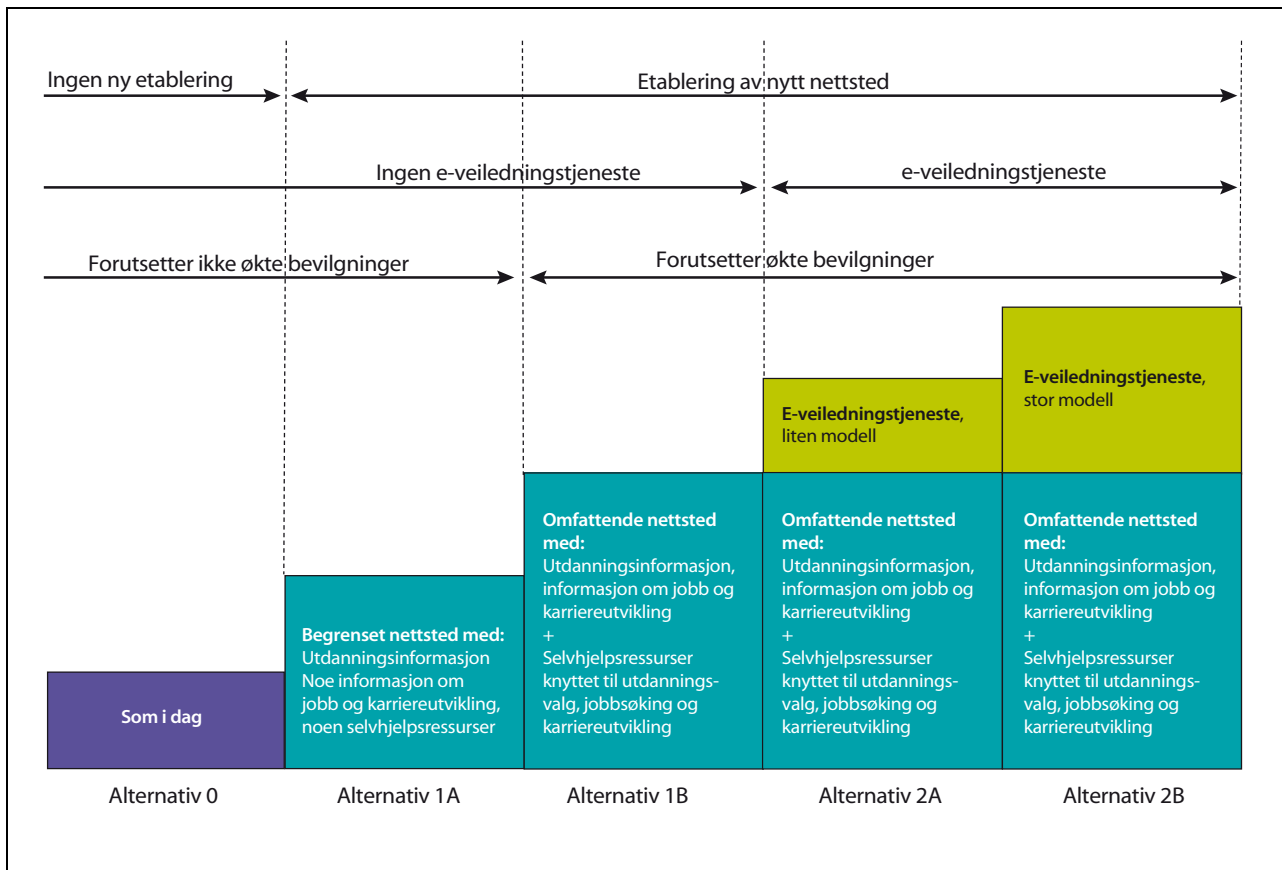 Ingen ny etablering
Etablering av nytt nettsted
Ingen e-veiledningstjeneste
e-veiledningstjeneste
Forutsetter ikke økte bevilgninger
Forutsetter økte bevilgninger
Som i dag
Begrenset nettsted med:
Utdanningsinformasjon
Noe informasjon om
jobb og karriereutvikling,
noen selvhjelpsressurser
Omfattende nettsted
med:
Utdanningsinformasjon,
informasjon om jobb og
karriereutvikling
+
Selvhjelpsressurser
knyttet til utdannings-
valg, jobbsøking og
karriereutvikling
E-veiledningstjeneste,
liten modell
Omfattende nettsted
med:
Utdanningsinformasjon,
informasjon om jobb og
karriereutvikling
+
Selvhjelpsressurser
knyttet til utdannings-
valg, jobbsøking og
karriereutvikling
E-veiledningstjeneste,
stor modell
Omfattende nettsted
med:
Utdanningsinformasjon,
informasjon om jobb og
karriereutvikling
+
Selvhjelpsressurser
knyttet til utdannings-
valg, jobbsøking og
karriereutvikling
Alternativ 0
Alternativ 1A
Alternativ 1B
Alternativ 2A
Alternativ 2B